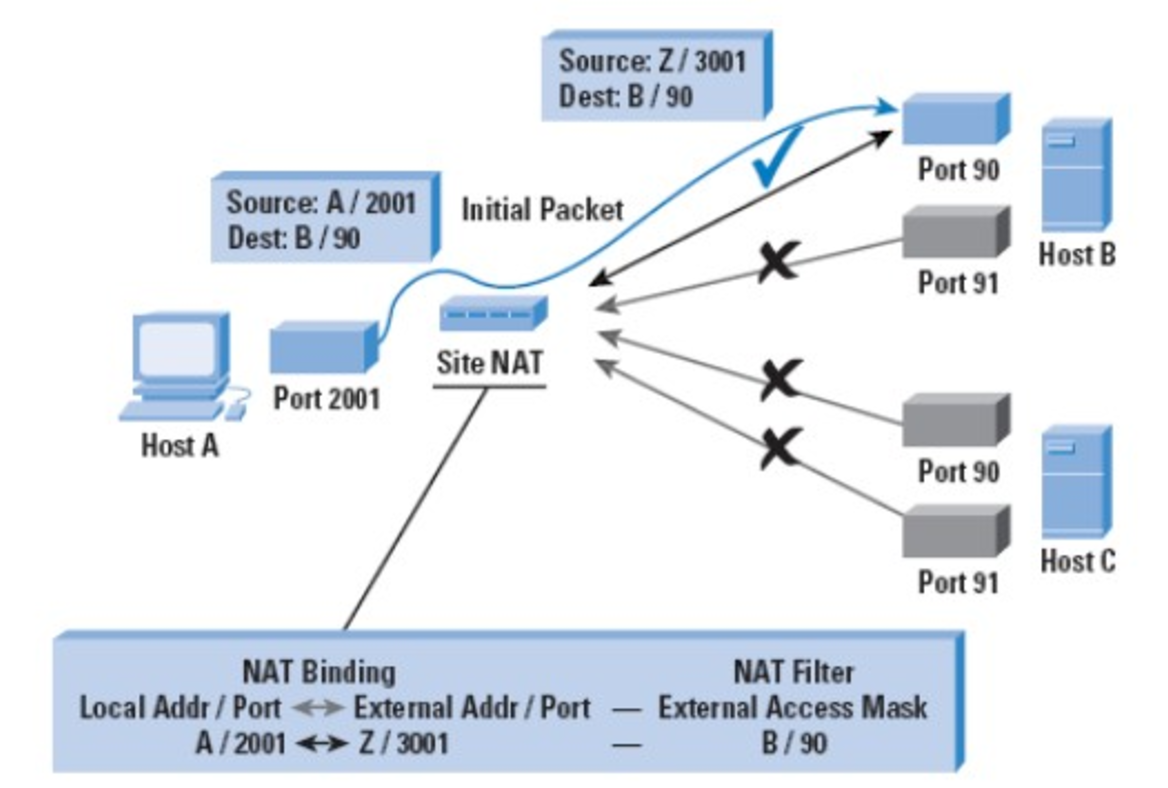 Source: Z / 3001
Dest: B / 90
Source: A / 2001
Dest: B / 90
Initial Packet
Port 90
Host B
Port 91
Site NAT
Port 2001
Host A
Port 90
Port 91
Host C
NAT Binding NAT Filter
Local Addr / Port ↔ External Addr / Port — External Access Mask
A / 2001 ↔ Z / 3001 — B / 90